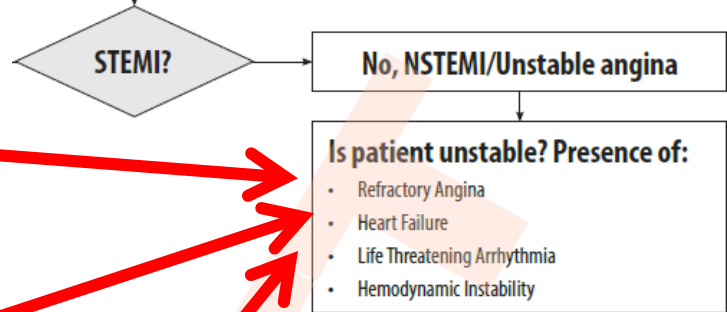 STEMI?
No, NSTEMI/Unstable angina
Is patient unstable? Presence of:
• Refractory Angina
• Heart Failure
• Life Threatening Arrhythmia
• Hemodynamic Instability